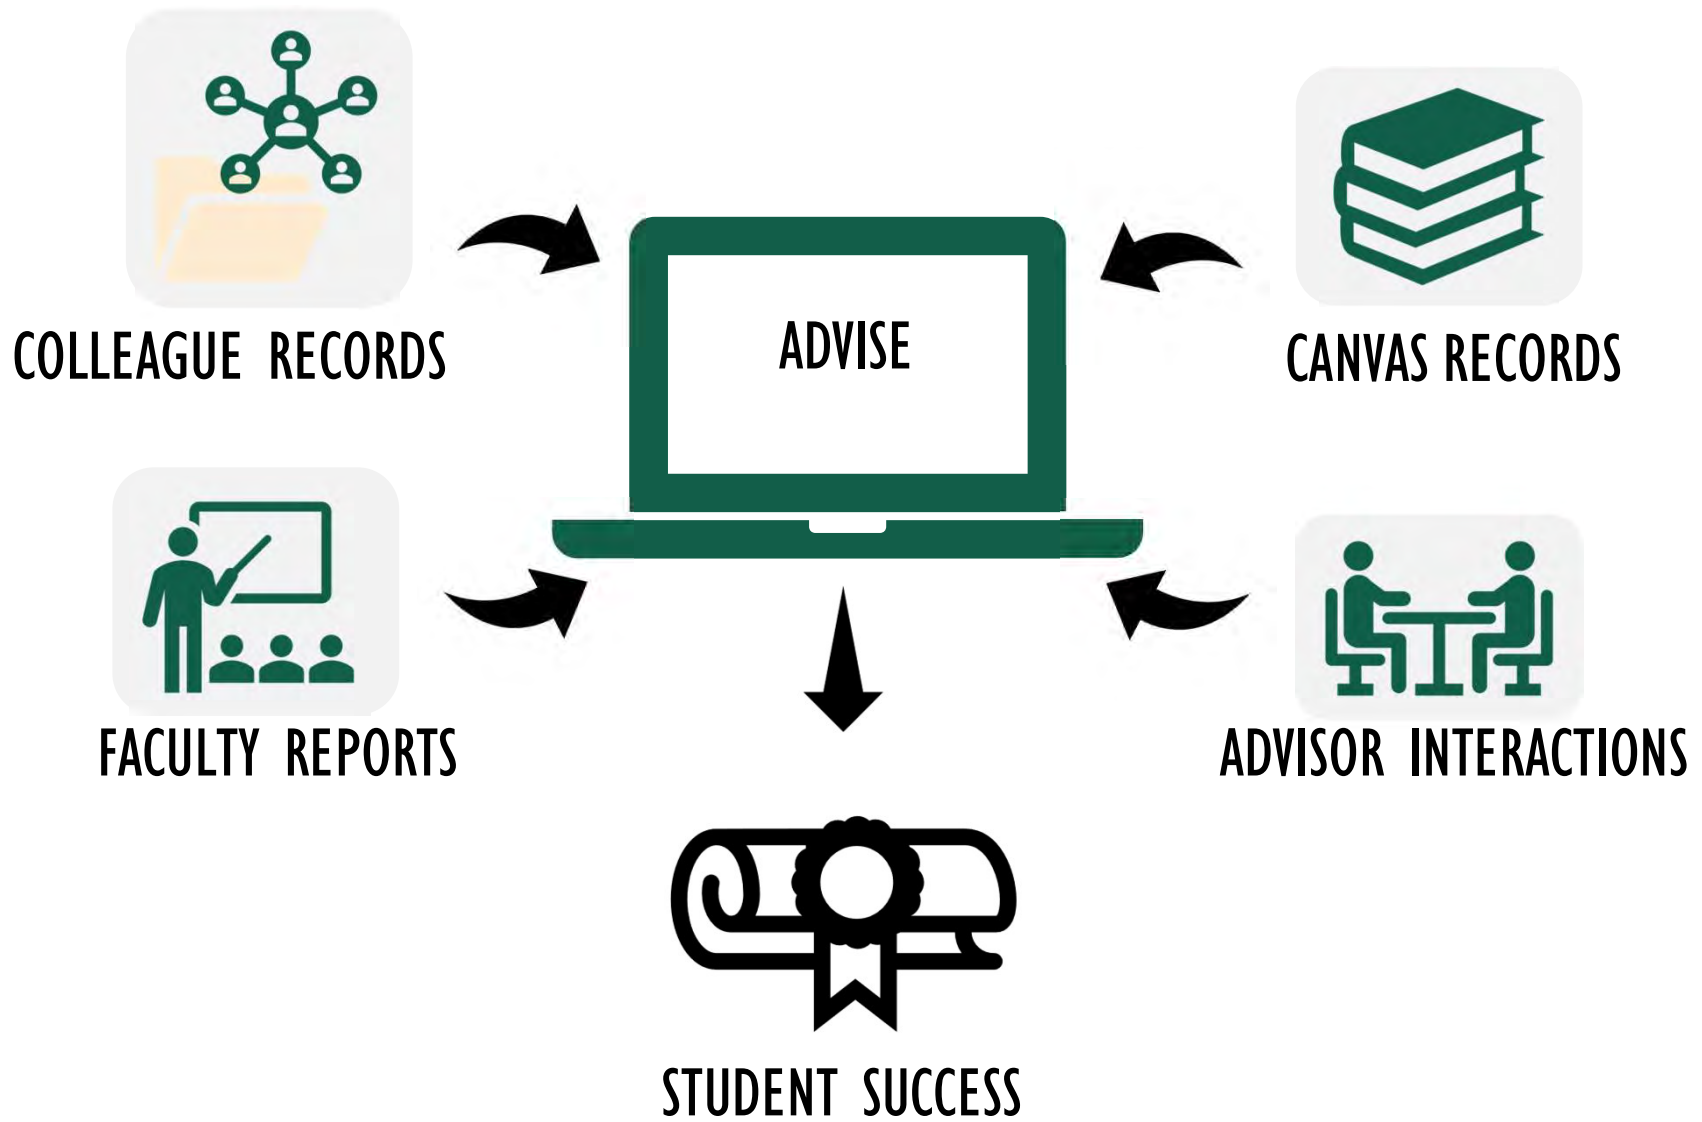 COLLEAGUE RECORDS
ADVISE
CANVAS RECORDS
FACULTY REPORTS
ADVISOR INTERACTIONS
STUDENT SUCCESS